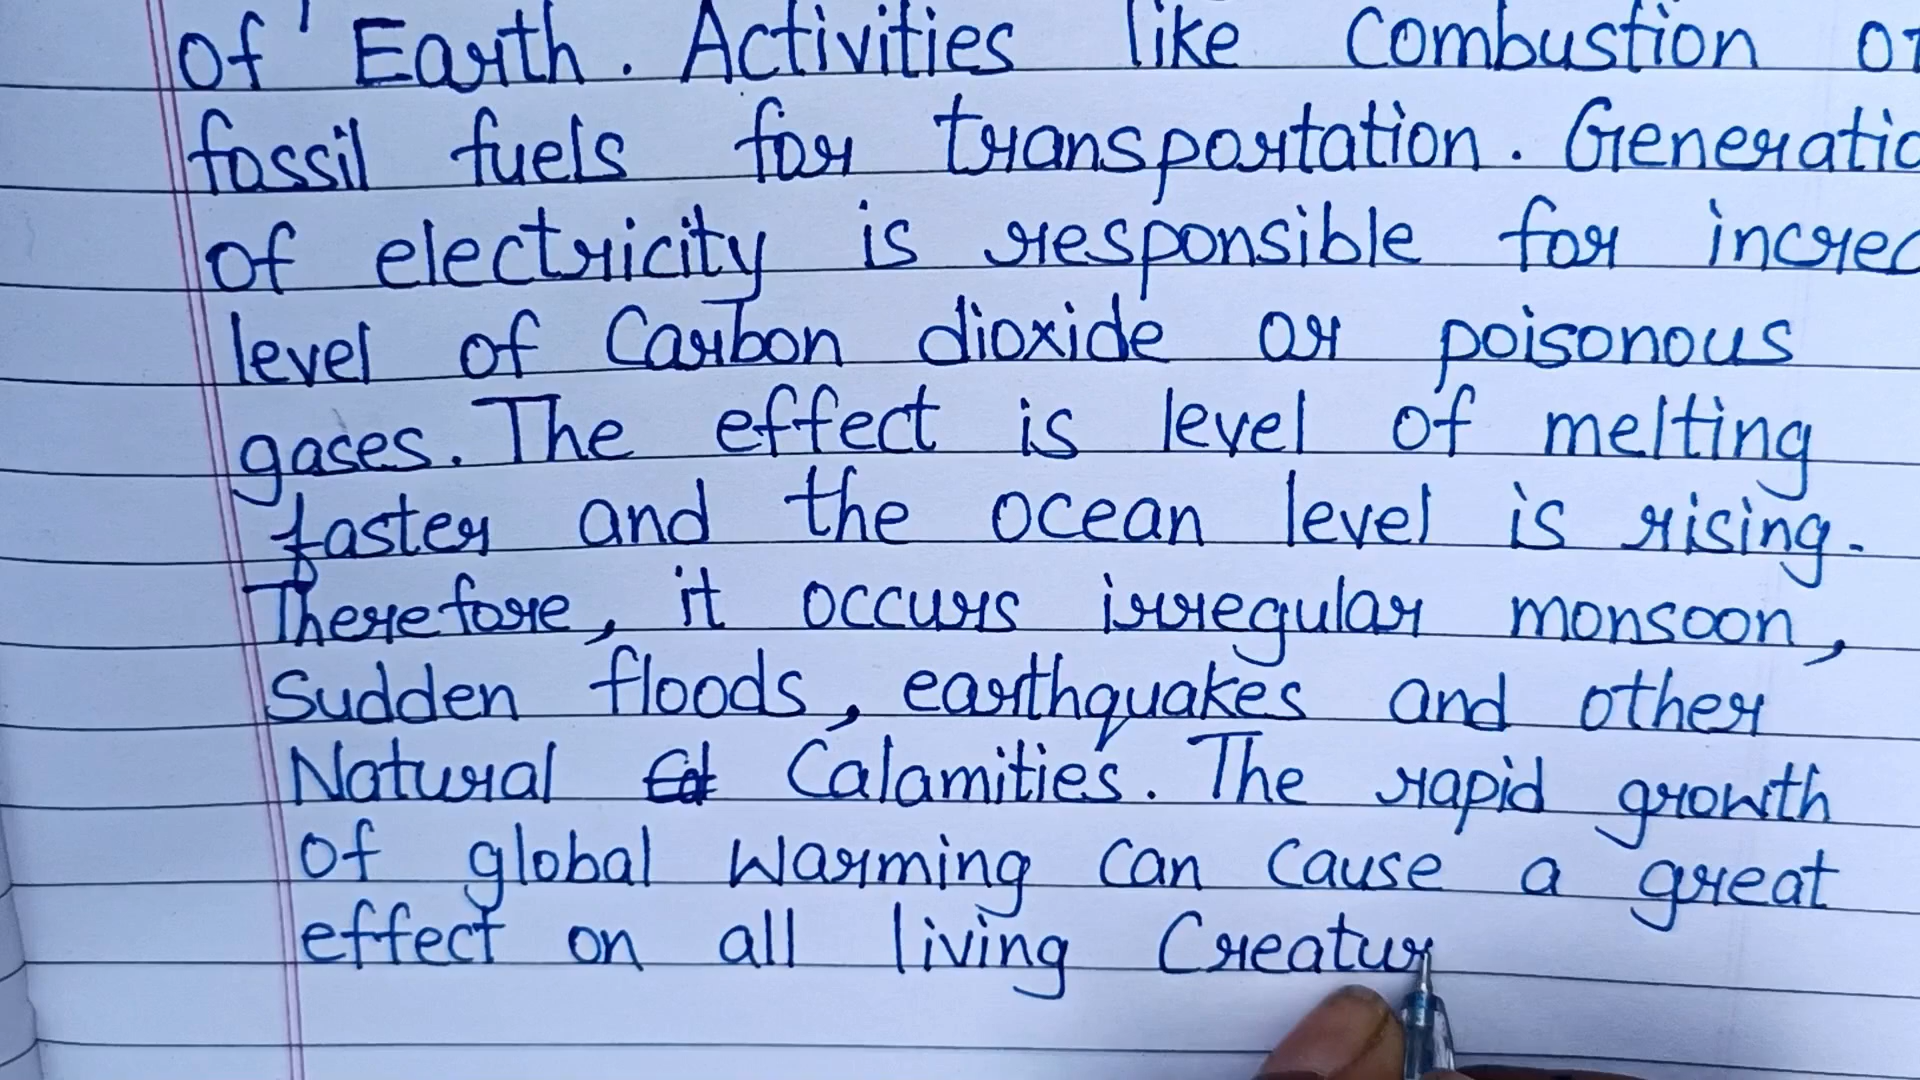 of Earth. Activities like Combustion of
fossil fuels for transportation. Generatio
of electricity is responsible for increa
level of Carbon dioxide or poisonous
gases. The effect is level of melting
faster and the ocean level is rising.
Therefore, it occurs irregular monsoon,
Sudden floods, earthquakes and other
Natural Calamities. The rapid growth
of global warming can cause a great
effect on all living Creatur